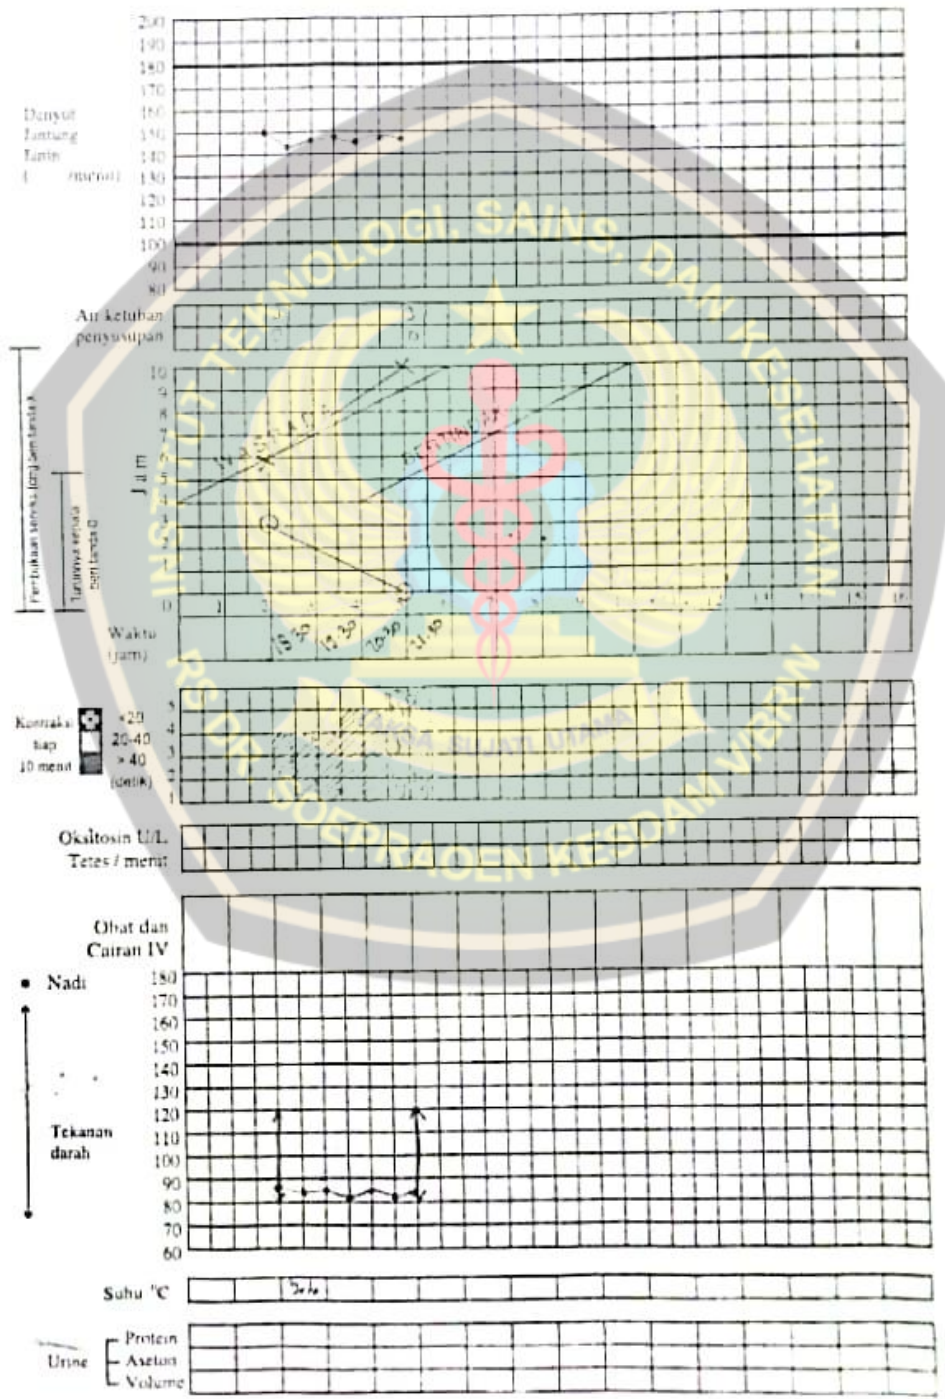 200
190
180
170
160
150
140
130
120
110
100
90
80
Denyut
Jantung
Janin
( /menit)
Air ketuban
penyusupan
10
9
8
7
6
5
4
3
2
1
0
WASPADA
BERTINDAK
Jam
Pembukaan serviks (cm) beri tanda X
Turunnya kepala
beri tanda O
15
16
Waktu
(jam)
18.30
19.30
20.30
21.30
Kontraksi
tiap
10 menit
<20
20-40
> 40
(detik)
5
4
3
2
1
Oksitosin U/L
Tetes / menit
Obat dan
Cairan IV
• Nadi
Tekanan
darah
180
170
160
150
140
130
120
110
100
90
80
70
60
Suhu °C
Urine
Protein
Aseton
Volume
INSTITUT TEKNOLOGI, SAINS, DAN KESEHATAN
RS DR. SOEPRAOEN KESDAM V/BRW
SUJATI UTAMA